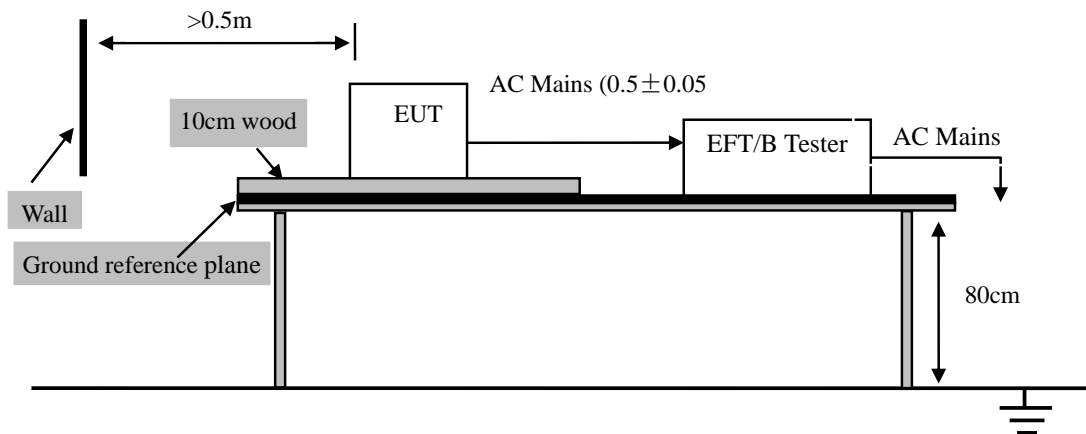 >0.5m
AC Mains (0.5±0.05
EUT
10cm wood
EFT/B Tester
AC Mains
Wall
Ground reference plane
80cm